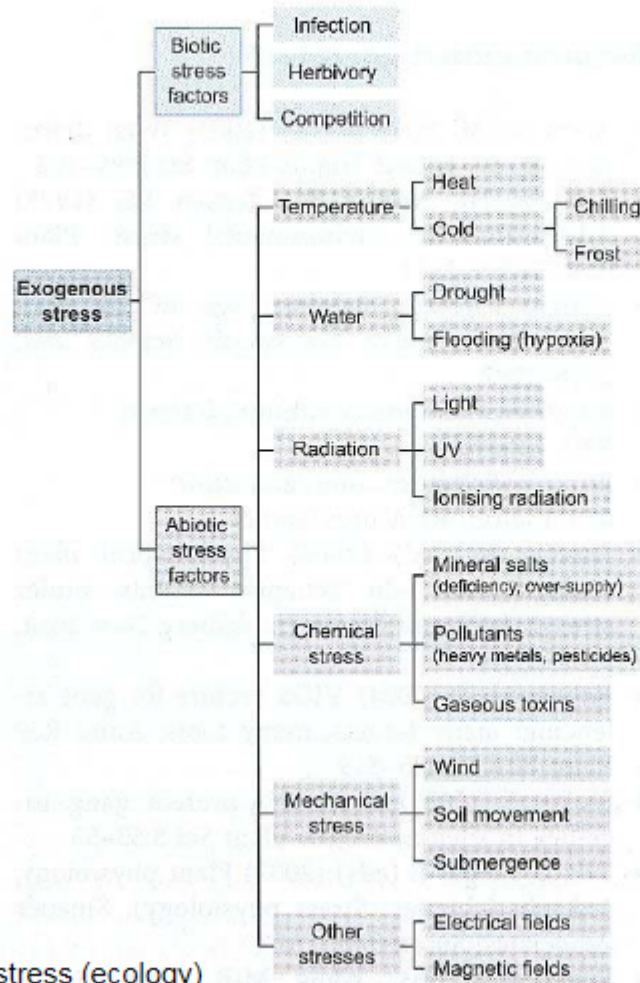 Infection
Biotic
stress
factors
Herbivory
Competition
Heat
Temperature
Chilling
Cold
Frost
Exogenous
stress
Drought
Water
Flooding (hypoxia)
Light
Radiation
UV
Ionising radiation
Abiotic
stress
factors
Mineral salts
(deficiency, over-supply)
Chemical
stress
Pollutants
(heavy metals, pesticides)
Gaseous toxins
Wind
Mechanical
stress
Soil movement
Submergence
Other
stresses
Electrical fields
Magnetic fields
stress (ecology)